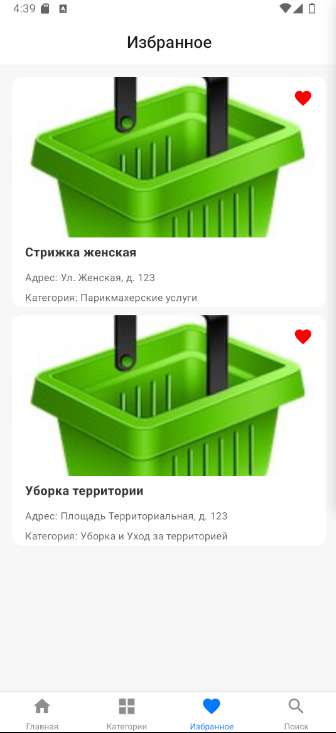 4:39
Избранное
Стрижка женская
Адрес: Ул. Женская, д. 123
Категория: Парикмахерские услуги
Уборка территории
Адрес: Площадь Территориальная, д. 123
Категория: Уборка и Уход за территорией
Главная Категории Избранное Поиск